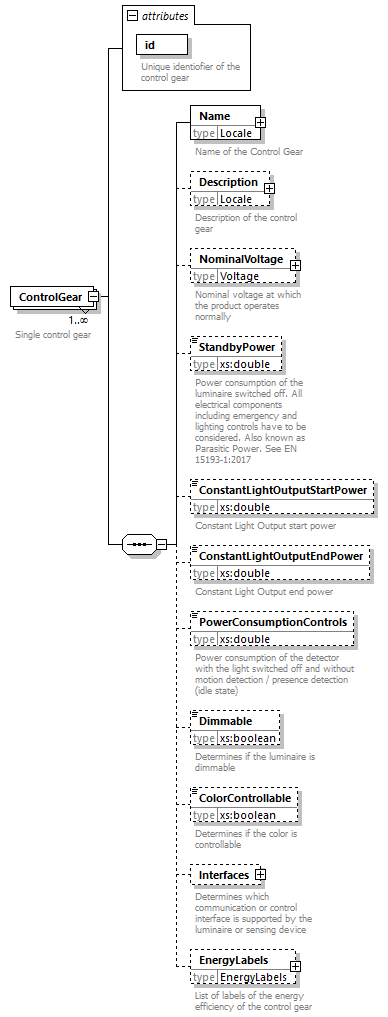 attributes
id
Unique identiofier of the
control gear
Name
type Locale
Name of the Control Gear
Description
type Locale
Description of the control
gear
NominalVoltage
type Voltage
Nominal voltage at which
the product operates
normally
ControlGear
1..∞
Single control gear
StandbyPower
type xs:double
Power consumption of the
luminaire switched off. All
electrical components
including emergency and
lighting controls have to be
considered. Also known as
Parasitic Power. See EN
15193-1:2017
ConstantLightOutputStartPower
type xs:double
Constant Light Output start power
ConstantLightOutputEndPower
type xs:double
Constant Light Output end power
PowerConsumptionControls
type xs:double
Power consumption of the detector
with the light switched off and without
motion detection / presence detection
(idle state)
Dimmable
type xs:boolean
Determines if the luminaire is
dimmable
ColorControllable
type xs:boolean
Determines if the color is
controllable
Interfaces
Determines which
communication or control
interface is supported by the
luminaire or sensing device
EnergyLabels
type EnergyLabels
List of labels of the energy
efficiency of the control gear